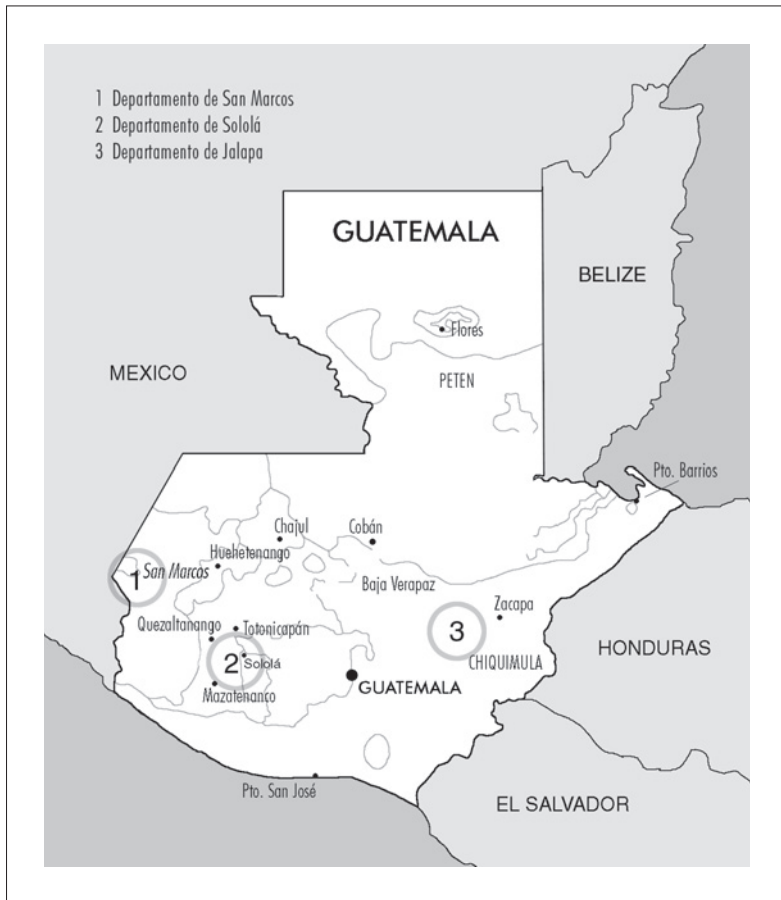 1 Departamento de San Marcos
2 Departamento de Sololá
3 Departamento de Jalapa
GUATEMALA
BELIZE
Flores
MEXICO
PETEN
Pto. Barrios
Chajul
Cobán
Huehetenango
1
San Marcos
Baja Verapaz
Zacapa
Quezaltanango
Totonicapán
3
HONDURAS
2
Sololá
CHIQUIMULA
GUATEMALA
Mazatenanco
Pto. San José
EL SALVADOR